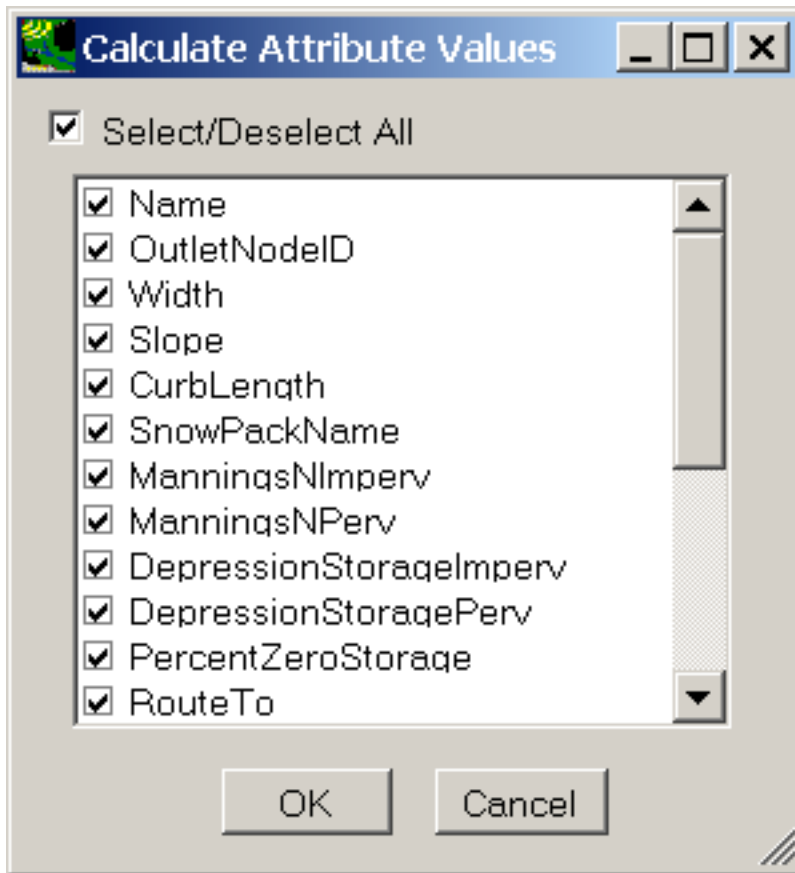 Calculate Attribute Values
Select/Deselect All
Name
OutletNodeID
Width
Slope
CurbLength
SnowPackName
ManningsNImperv
ManningsNPerv
DepressionStorageImperv
DepressionStoragePerv
PercentZeroStorage
RouteTo
OK Cancel